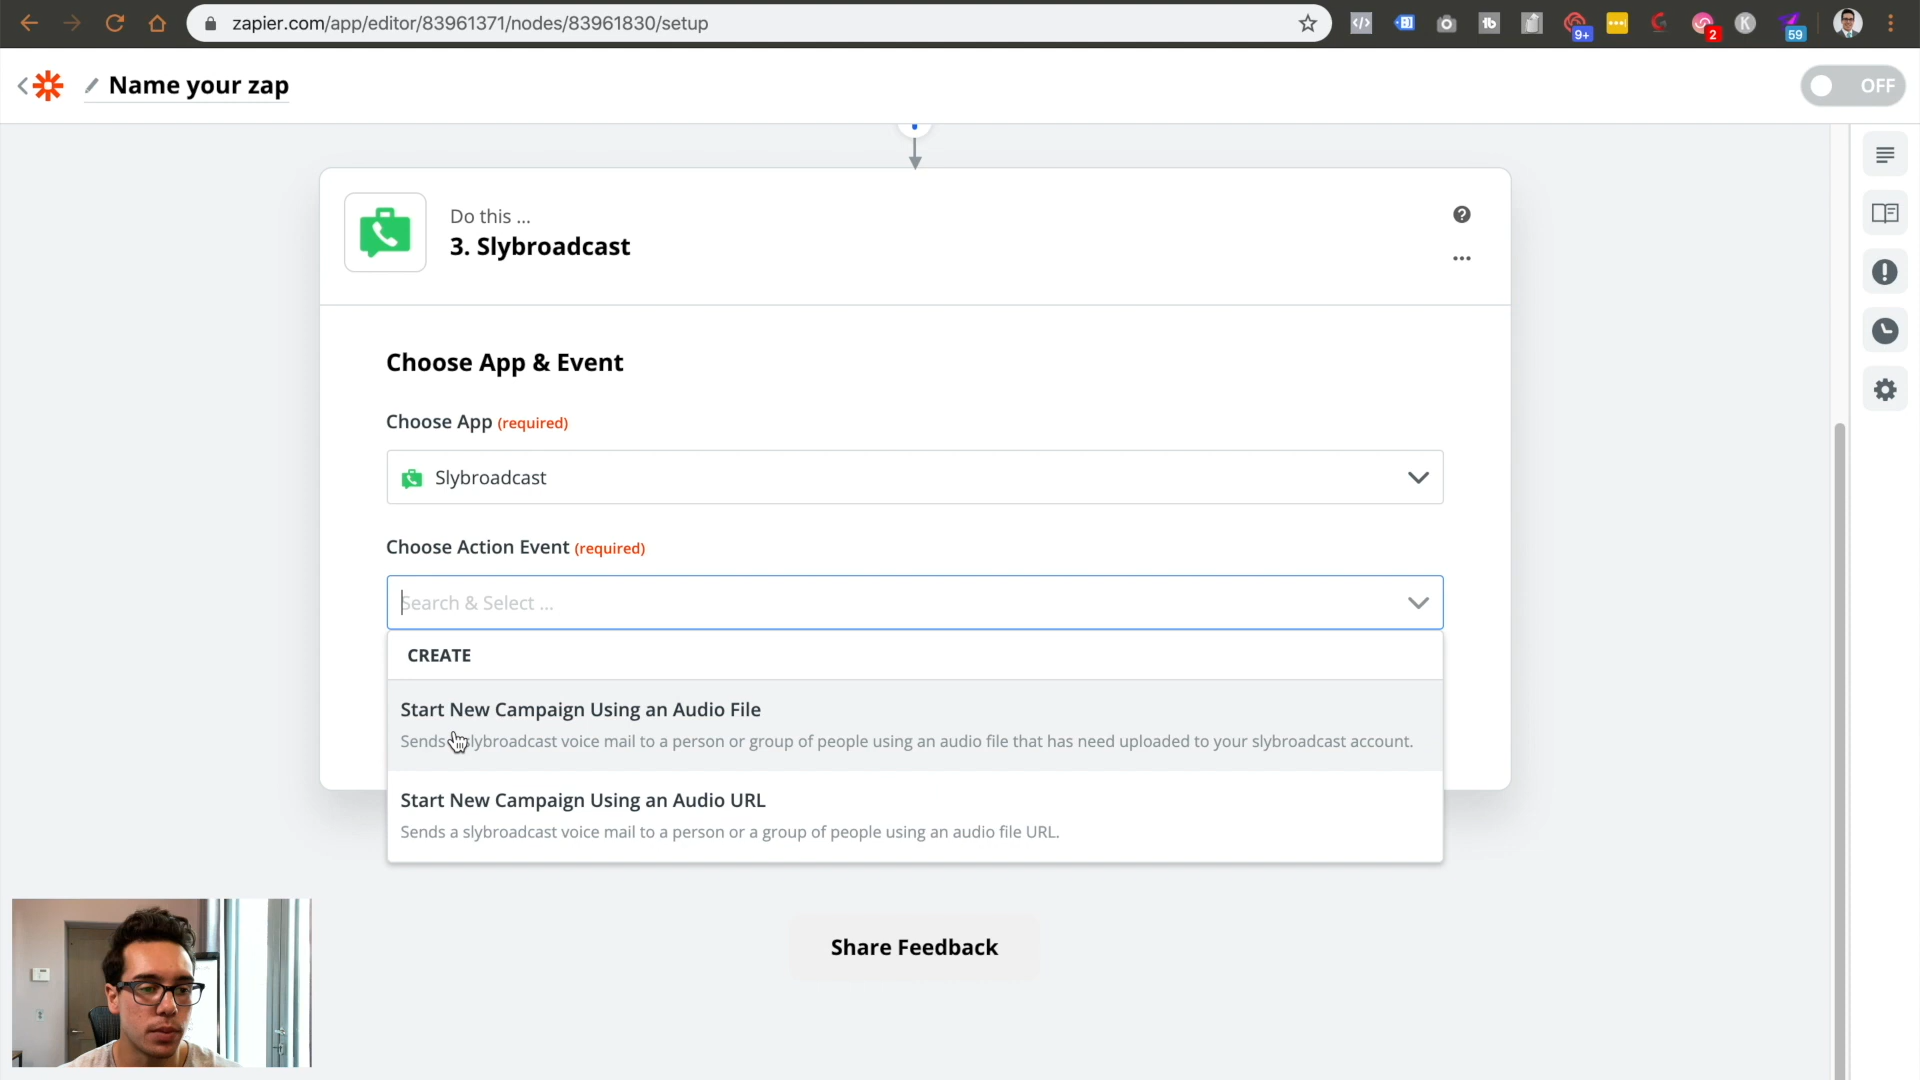 zapier.com/app/editor/83961371/nodes/83961830/setup
9+
2
59
Name your zap
OFF
Do this ...
3. Slybroadcast
Choose App & Event
Choose App (required)
Slybroadcast
Choose Action Event (required)
Search & Select ...
CREATE
Start New Campaign Using an Audio File
Sends slybroadcast voice mail to a person or group of people using an audio file that has need uploaded to your slybroadcast account.
Start New Campaign Using an Audio URL
Sends a slybroadcast voice mail to a person or a group of people using an audio file URL.
Share Feedback